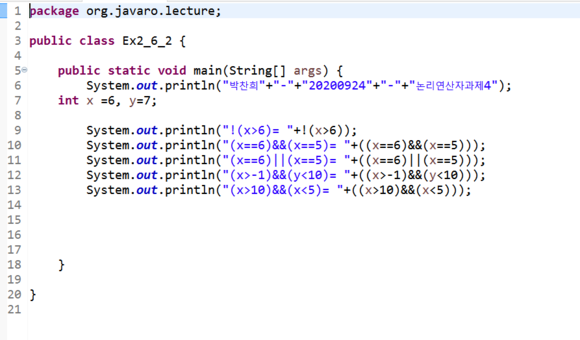 1 package org.javaro.lecture;
2
3 public class Ex2_6_2 {
4
5 public static void main(String[] args) {
6 System.out.println("박찬희"+"-"+"20200924"+"-"+"논리연산자과제4");
7 int x =6, y=7;
8
9 System.out.println("!(x>6)= "+!(x>6));
10 System.out.println("(x==6)&&(x==5)= "+((x==6)&&(x==5)));
11 System.out.println("(x==6)||(x==5)= "+((x==6)||(x==5)));
12 System.out.println("(x>-1)&&(y<10)= "+((x>-1)&&(y<10)));
13 System.out.println("(x>10)&&(x<5)= "+((x>10)&&(x<5)));
14
15
16
17
18 }
19
20 }
21